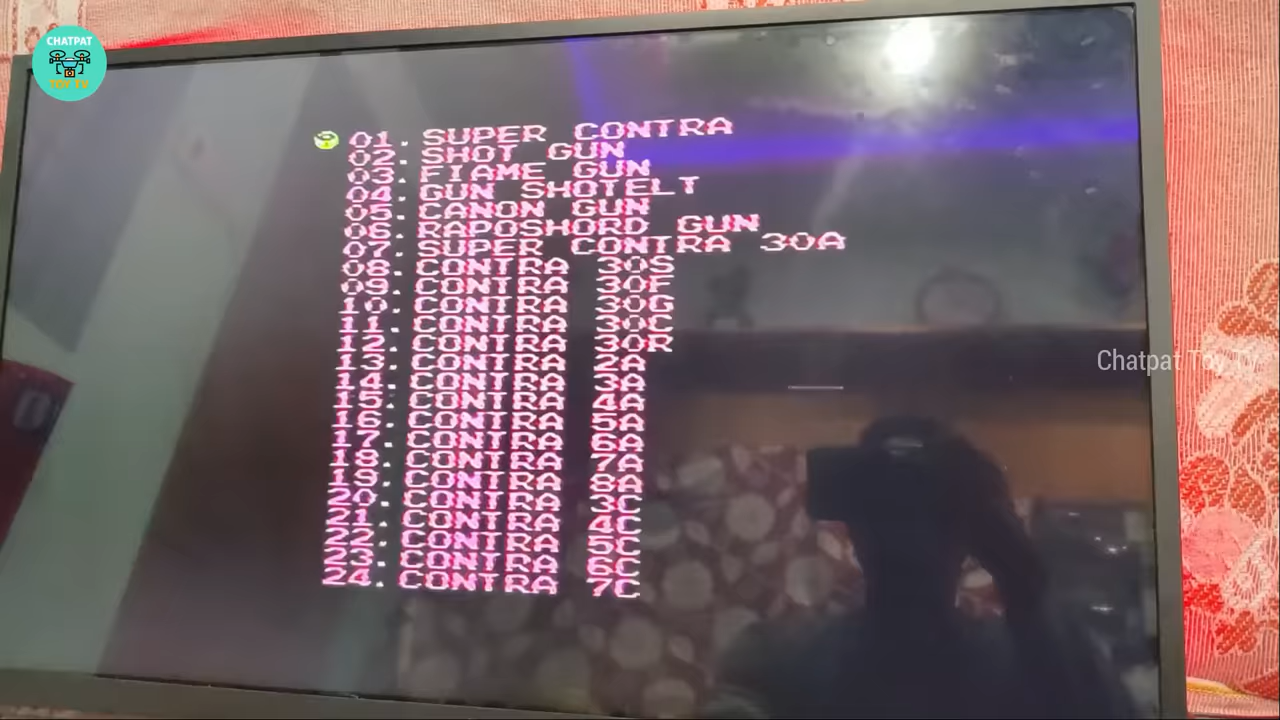 CHATPAT
TOY TV
01. SUPER CONTRA
02. SHOT GUN
03. FIAME GUN
04. GUN SHOTELT
05. CANON GUN
06. RAPOSHORD GUN
07. SUPER CONTRA 30A
08. CONTRA 30S
09. CONTRA 30F
10. CONTRA 30G
11. CONTRA 30C
12. CONTRA 30R
13. CONTRA 2A
14. CONTRA 3A
15. CONTRA 4A
16. CONTRA 5A
17. CONTRA 6A
18. CONTRA 7A
19. CONTRA 8A
20. CONTRA 3C
21. CONTRA 4C
22. CONTRA 5C
23. CONTRA 6C
24. CONTRA 7C
Chatpat Toy Tv